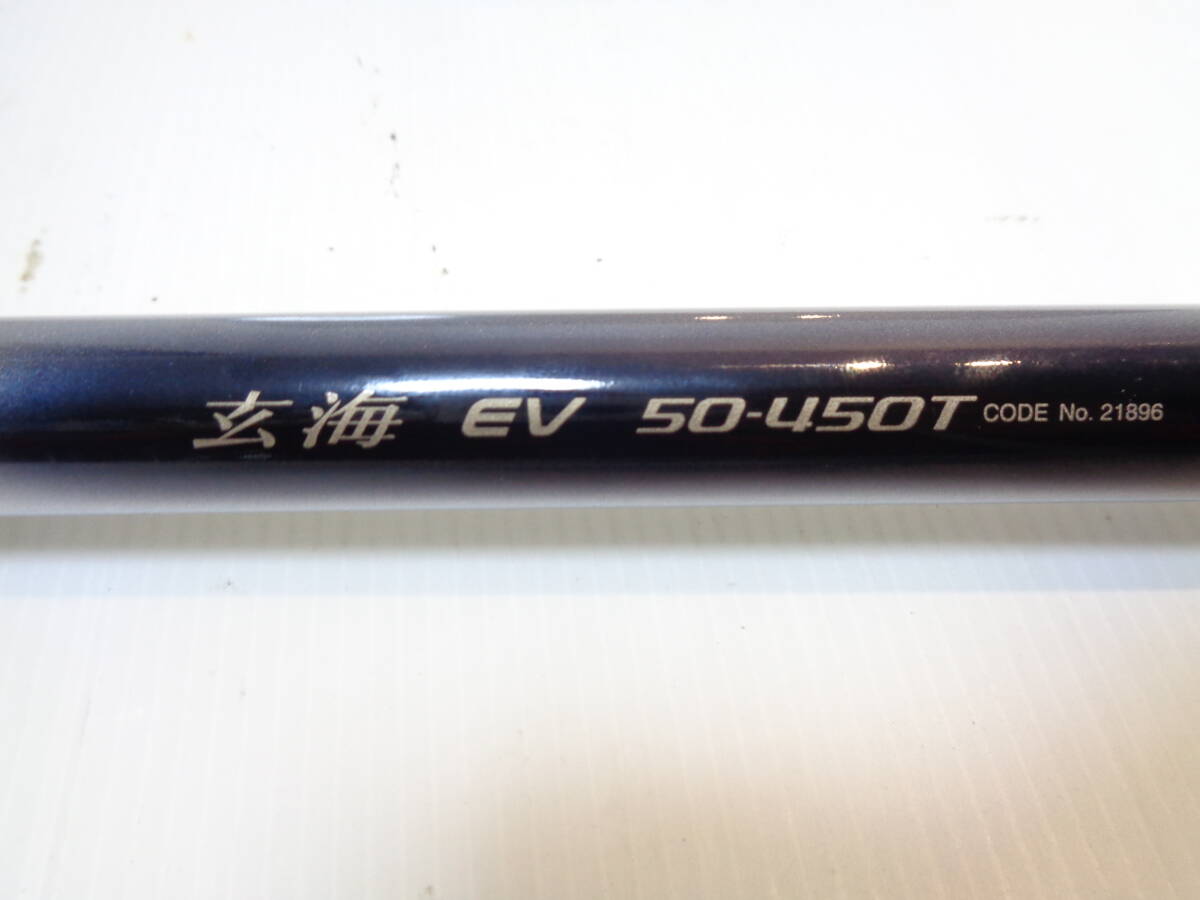 玄海 EV 50-450T CODE No. 21896